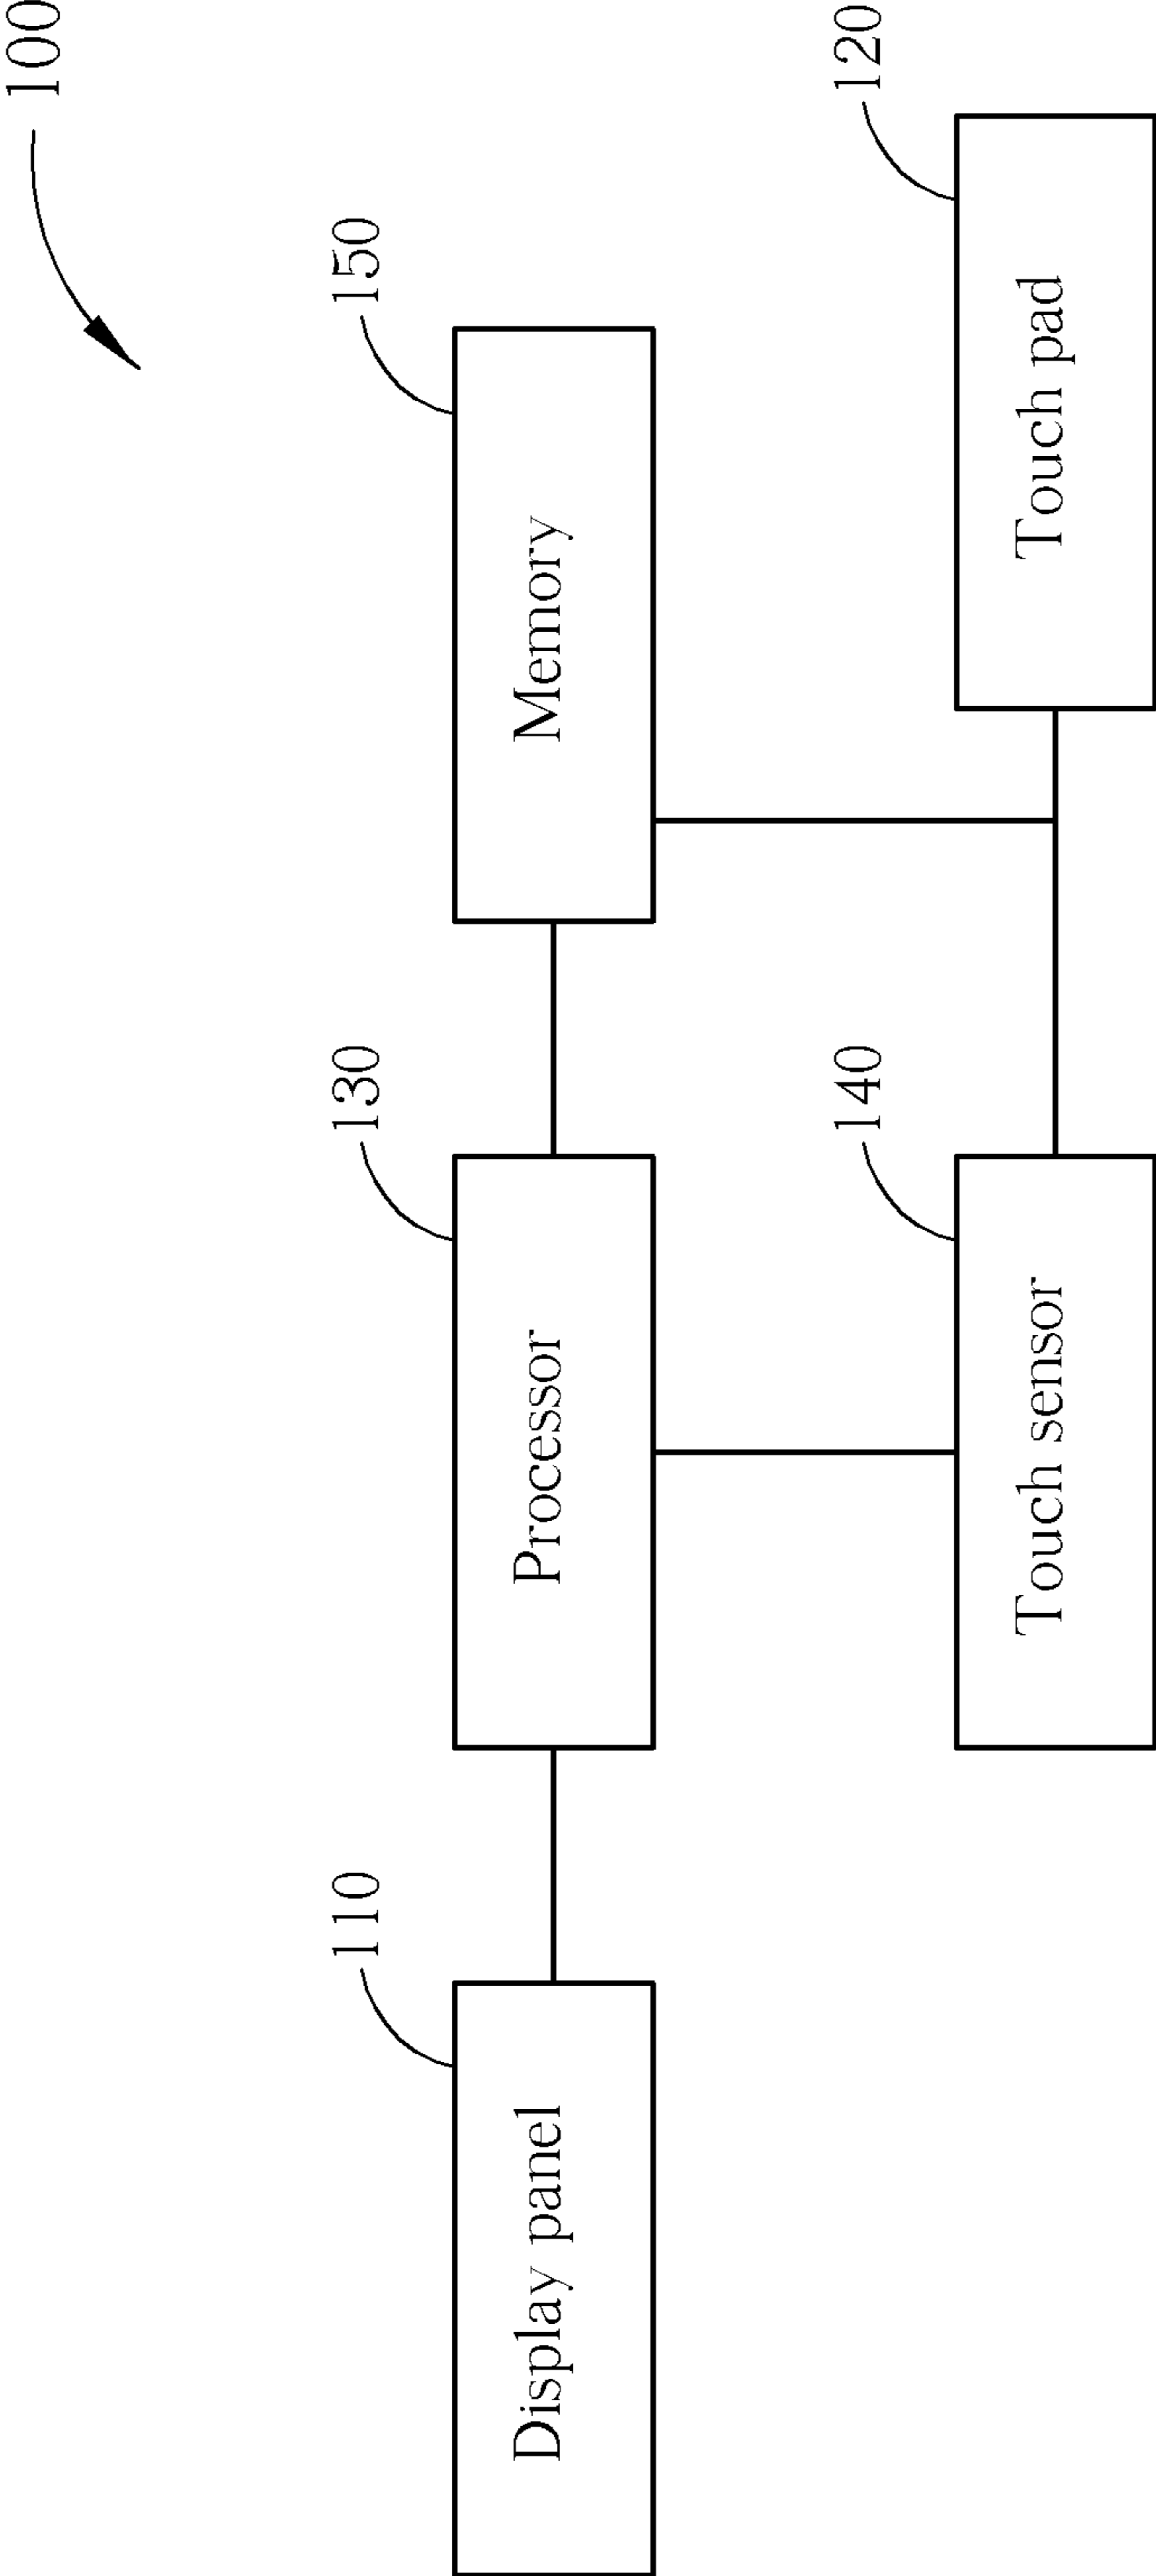 100
110
130
150
Display panel
Processor
Memory
140
120
Touch sensor
Touch pad